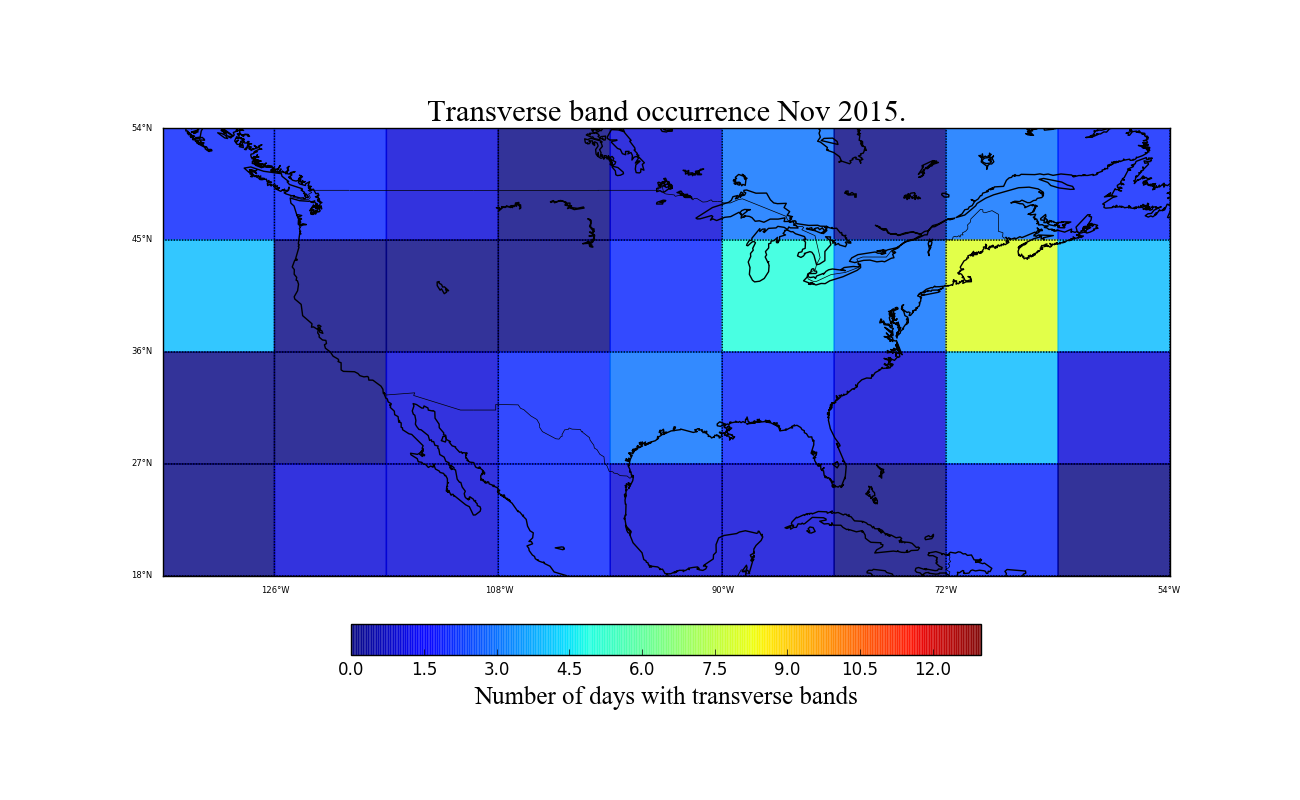 Transverse band occurrence Nov 2015.
54°N
45°N
36°N
27°N
18°N
126°W 108°W 90°W 72°W 54°W
0.0 1.5 3.0 4.5 6.0 7.5 9.0 10.5 12.0
Number of days with transverse bands